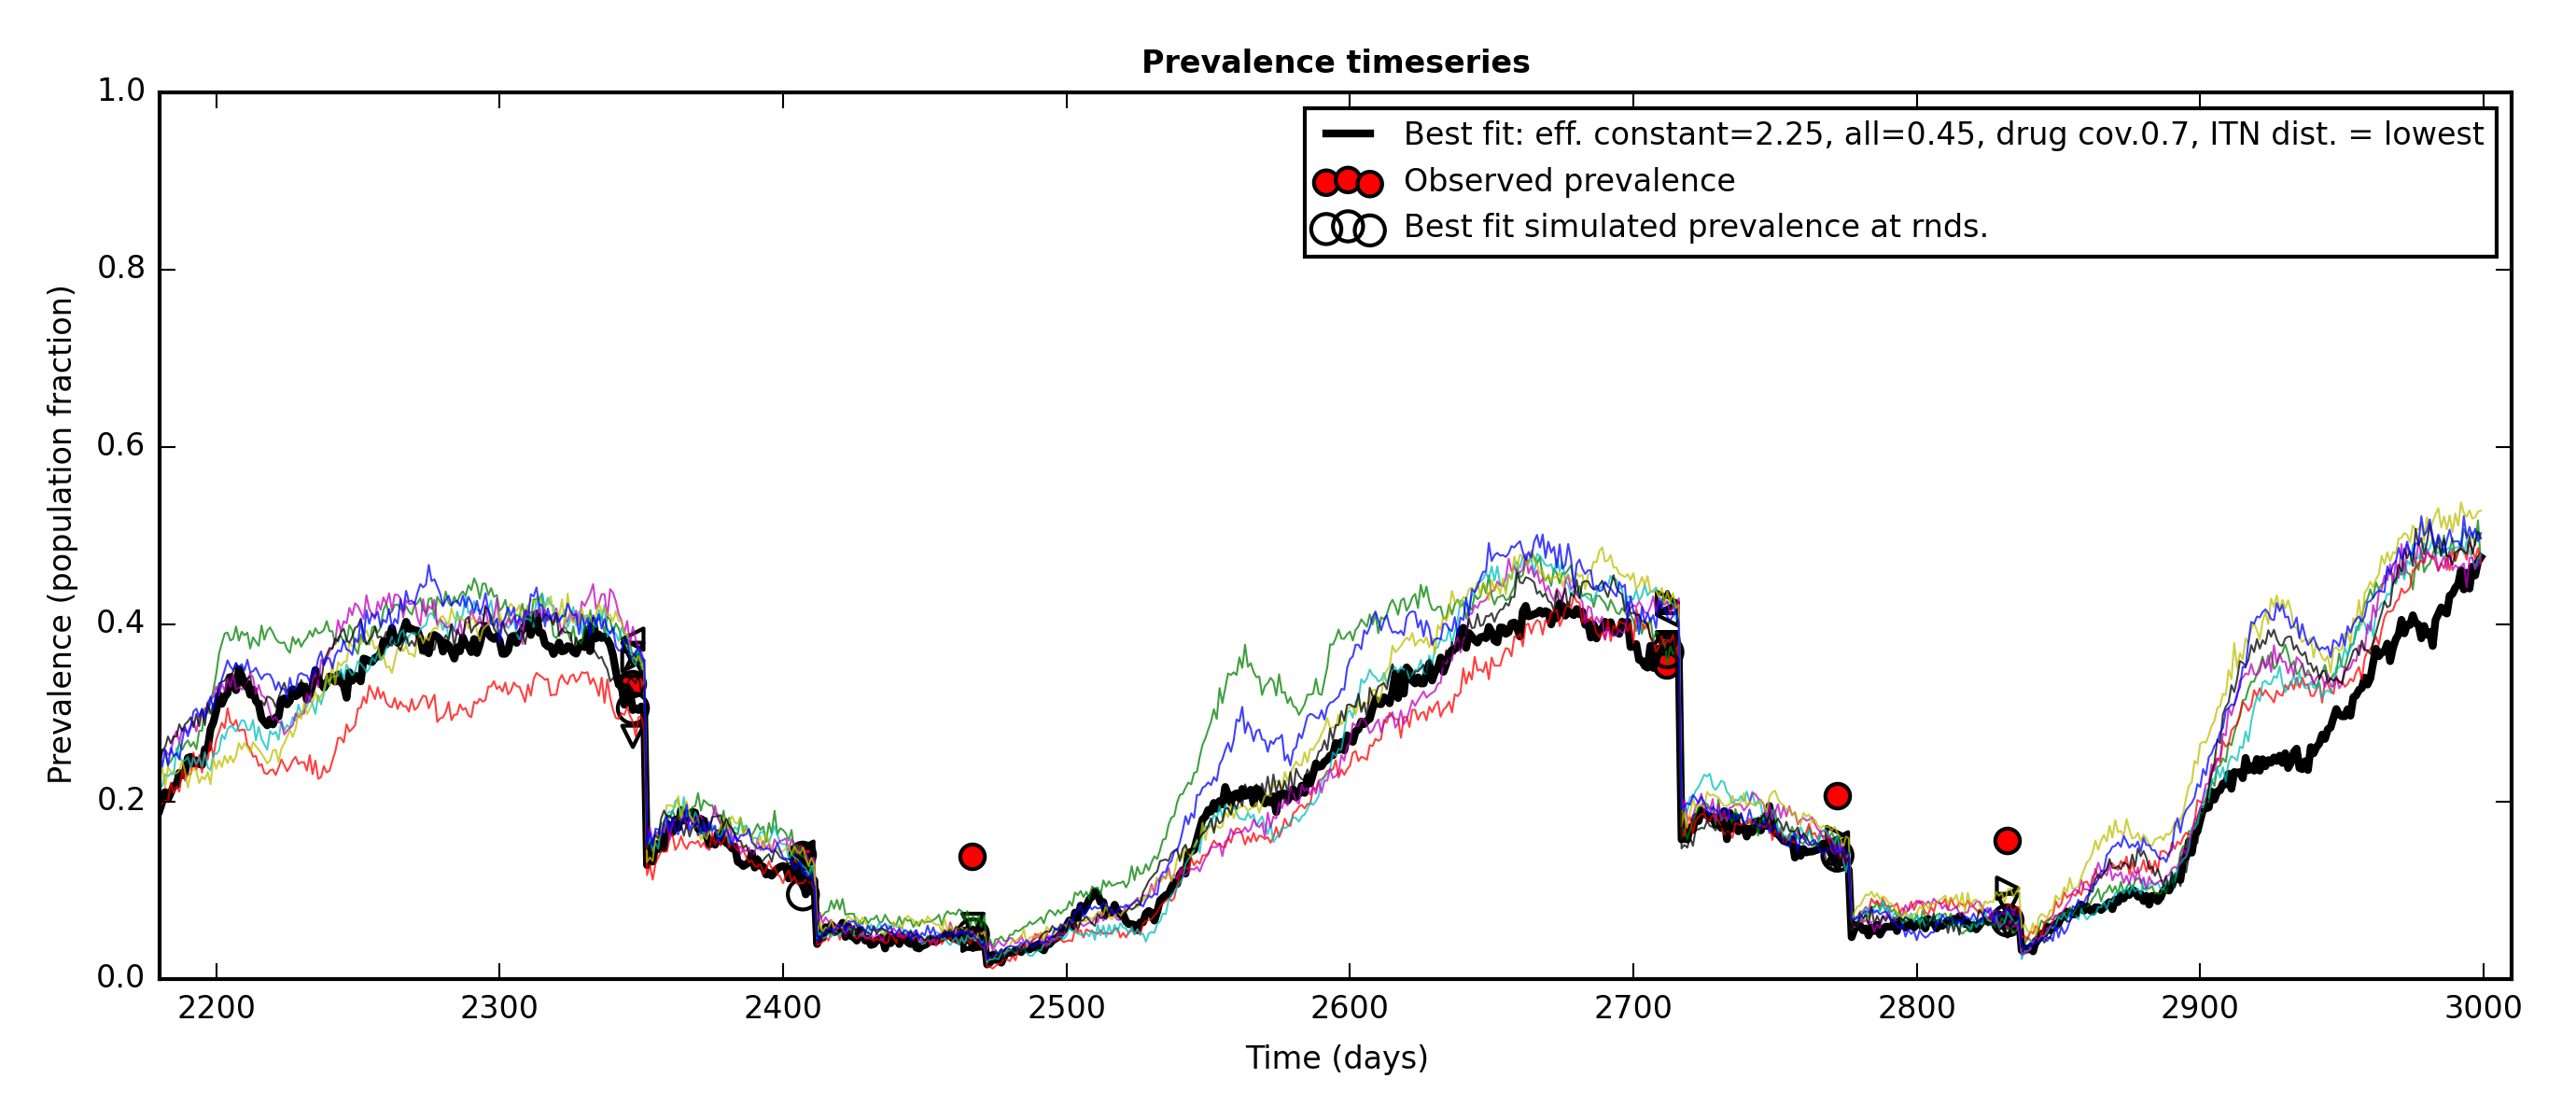 Prevalence timeseries
1.0
0.8
0.6
0.4
0.2
0.0
Prevalence (population fraction)
Best fit: eff. constant=2.25, all=0.45, drug cov.0.7, ITN dist. = lowest
Observed prevalence
Best fit simulated prevalence at rnds.
2200 2300 2400 2500 2600 2700 2800 2900 3000
Time (days)